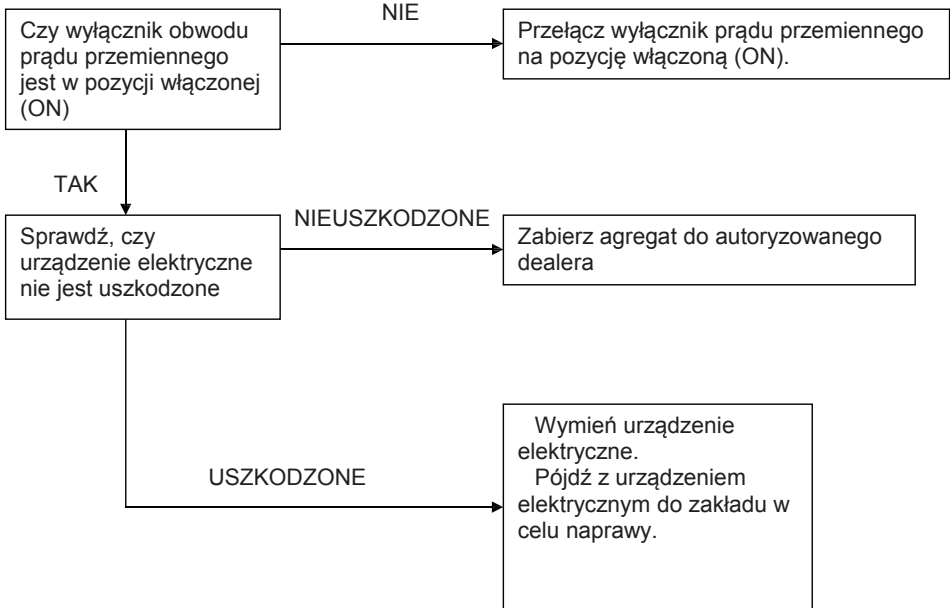 NIE
Czy wyłącznik obwodu
prądu przemiennego
jest w pozycji włączonej
(ON)
Przełącz wyłącznik prądu przemiennego
na pozycję włączoną (ON).
TAK
NIEUSZKODZONE
Sprawdź, czy
urządzenie elektryczne
nie jest uszkodzone
Zabierz agregat do autoryzowanego
dealera
USZKODZONE
Wymień urządzenie
elektryczne.
Pójdź z urządzeniem
elektrycznym do zakładu w
celu naprawy.